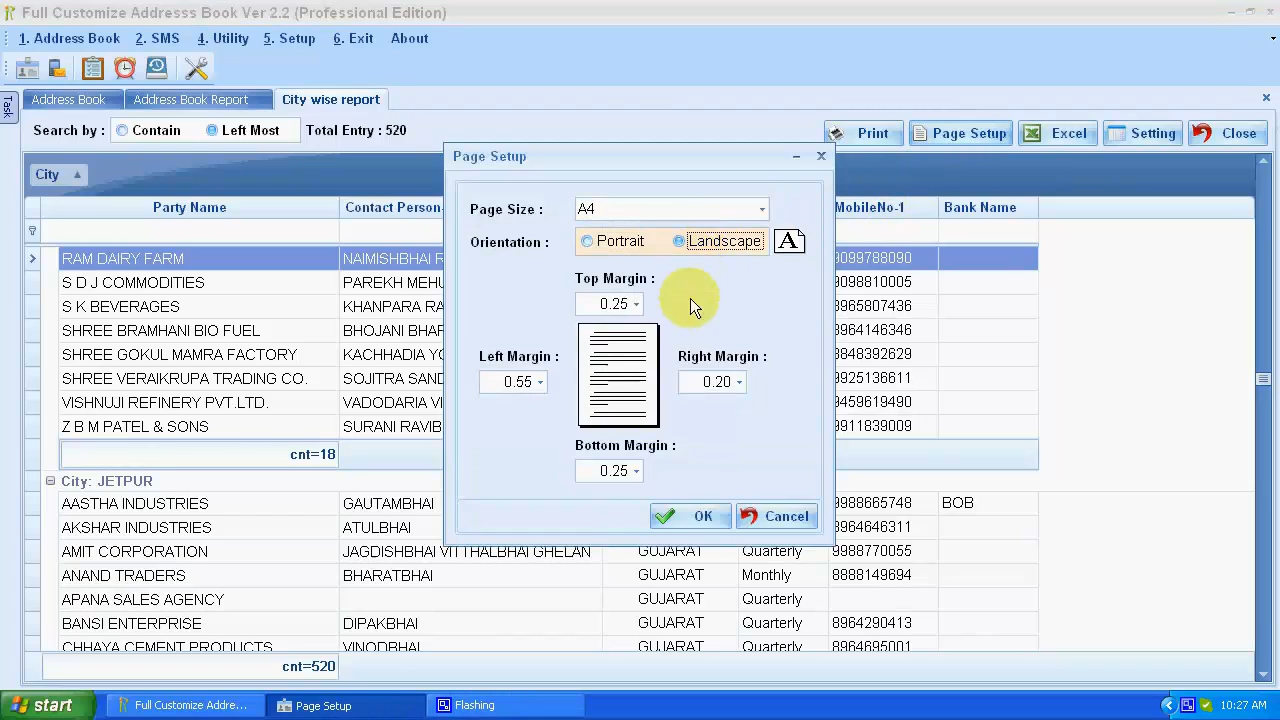 Full Customize Addresss Book Ver 2.2 (Professional Edition)
1. Address Book 2. SMS 4. Utility 5. Setup 6. Exit About
Task
Address Book Address Book Report City wise report
Search by : Contain Left Most Total Entry : 520 Print Page Setup Excel Setting Close
City
Party Name Contact Person MobileNo-1 Bank Name
RAM DAIRY FARM NAIMISHBHAI R 9099788090
S D J COMMODITIES PAREKH MEHU 9898810005
S K BEVERAGES KHANPARA RA 8965807436
SHREE BRAMHANI BIO FUEL BHOJANI BHAR 8964146346
SHREE GOKUL MAMRA FACTORY KACHHADIA YO 8848392629
SHREE VERAIKRUPA TRADING CO. SOJITRA SAND 9925136611
VISHNUJI REFINERY PVT.LTD. VADODARIA VI 9459619490
Z B M PATEL & SONS SURANI RAVIB 9911839009
cnt=18
City: JETPUR
AASTHA INDUSTRIES GAUTAMBHAI 9988665748 BOB
AKSHAR INDUSTRIES ATULBHAI 8964646311
AMIT CORPORATION JAGDISHBHAI VITTHALBHAI GHELAN GUJARAT Quarterly 9988770055
ANAND TRADERS BHARATBHAI GUJARAT Monthly 8888149694
APANA SALES AGENCY GUJARAT Quarterly
BANSI ENTERPRISE DIPAKBHAI GUJARAT Quarterly 8964290413
CHHAYA CEMENT PRODUCTS VINODBHAI GUJARAT Quarterly 8964695001
cnt=520
Page Setup
Page Size : A4
Orientation : Portrait Landscape A
Top Margin :
0.25
Left Margin : Right Margin :
0.55 0.20
Bottom Margin :
0.25
OK Cancel
start Full Customize Addre... Page Setup Flashing 10:27 AM